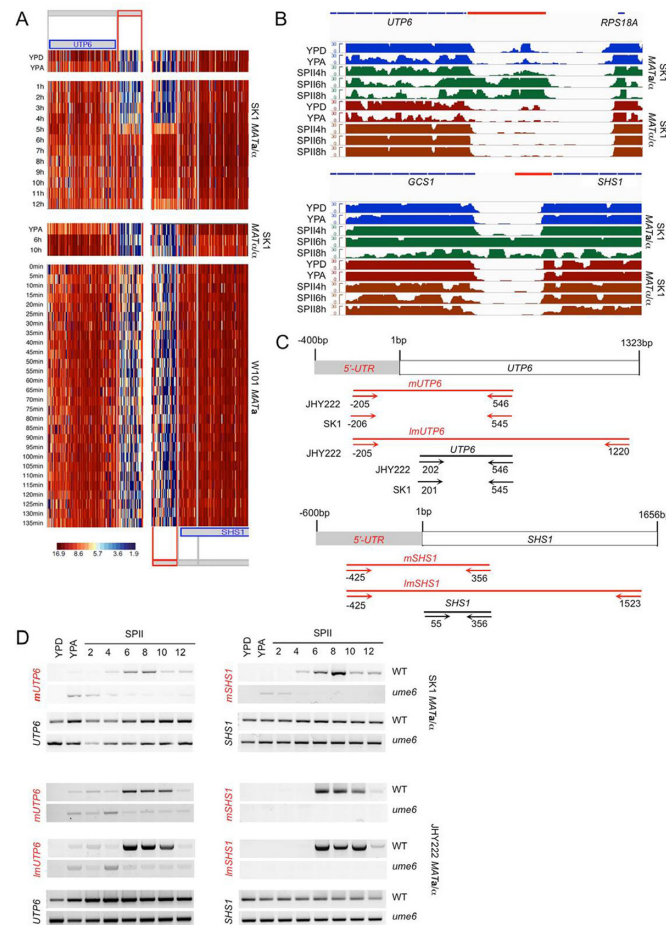 A
UTP6
YPD
YPA
1h
2h
3h
4h
5h
6h
7h
8h
9h
10h
11h
12h
SK1
MATa/α
YPA
6h
10h
SK1
MATα/α
0min
5min
10min
15min
20min
25min
30min
35min
40min
45min
50min
55min
60min
65min
70min
75min
80min
85min
90min
95min
100min
105min
110min
115min
120min
125min
130min
135min
W101 MATa
16.9 8.6 5.7 3.6 1.9
SHS1
B
UTP6 RPS18A
YPD
YPA
SPII4h
SPII6h
SPII8h
YPD
YPA
SPII4h
SPII6h
SPII8h
SK1
MATa/α
SK1
MATα/α
GCS1 SHS1
YPD
YPA
SPII4h
SPII6h
SPII8h
YPD
YPA
SPII4h
SPII6h
SPII8h
SK1
MATa/α
SK1
MATα/α
C
-400bp 1bp 1323bp
5'-UTR UTP6
mUTP6
JHY222 -205 546
SK1 -206 545
lmUTP6
JHY222 -205 1220
UTP6
JHY222 202 546
SK1 201 545
-600bp 1bp 1656bp
5'-UTR SHS1
mSHS1
-425 356
lmSHS1
-425 1523
SHS1
55 356
D
YPD YPA SPII 2 4 6 8 10 12
YPD YPA SPII 2 4 6 8 10 12
mUTP6
mSHS1
WT
ume6
UTP6
SHS1
WT
ume6
SK1 MATa/α
mUTP6
mSHS1
WT
ume6
lmUTP6
lmSHS1
WT
ume6
UTP6
SHS1
WT
ume6
JHY222 MATa/α